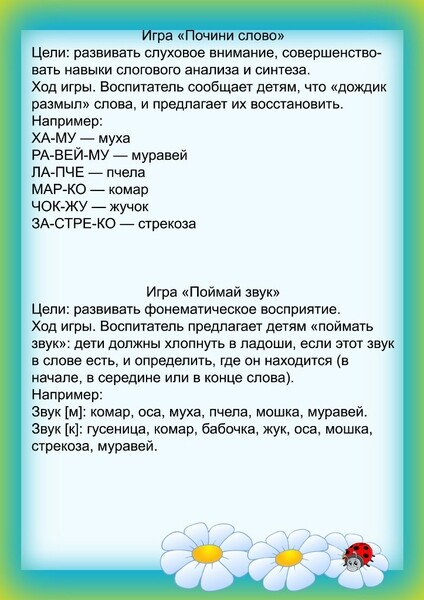 Игра «Почини слово»
Цели: развивать слуховое внимание, совершенство-
вать навыки слогового анализа и синтеза.
Ход игры. Воспитатель сообщает детям, что «дождик
размыл» слова, и предлагает их восстановить.
Например:
ХА-МУ — муха
РА-ВЕЙ-МУ — муравей
ЛА-ПЧЕ — пчела
МАР-КО — комар
ЧОК-ЖУ — жучок
ЗА-СТРЕ-КО — стрекоза
Игра «Поймай звук»
Цели: развивать фонематическое восприятие.
Ход игры. Воспитатель предлагает детям «поймать
звук»: дети должны хлопнуть в ладоши, если этот звук
в слове есть, и определить, где он находится (в
начале, в середине или в конце слова).
Например:
Звук [м]: комар, оса, муха, пчела, мошка, муравей.
Звук [к]: гусеница, комар, бабочка, жук, оса, мошка,
стрекоза, муравей.